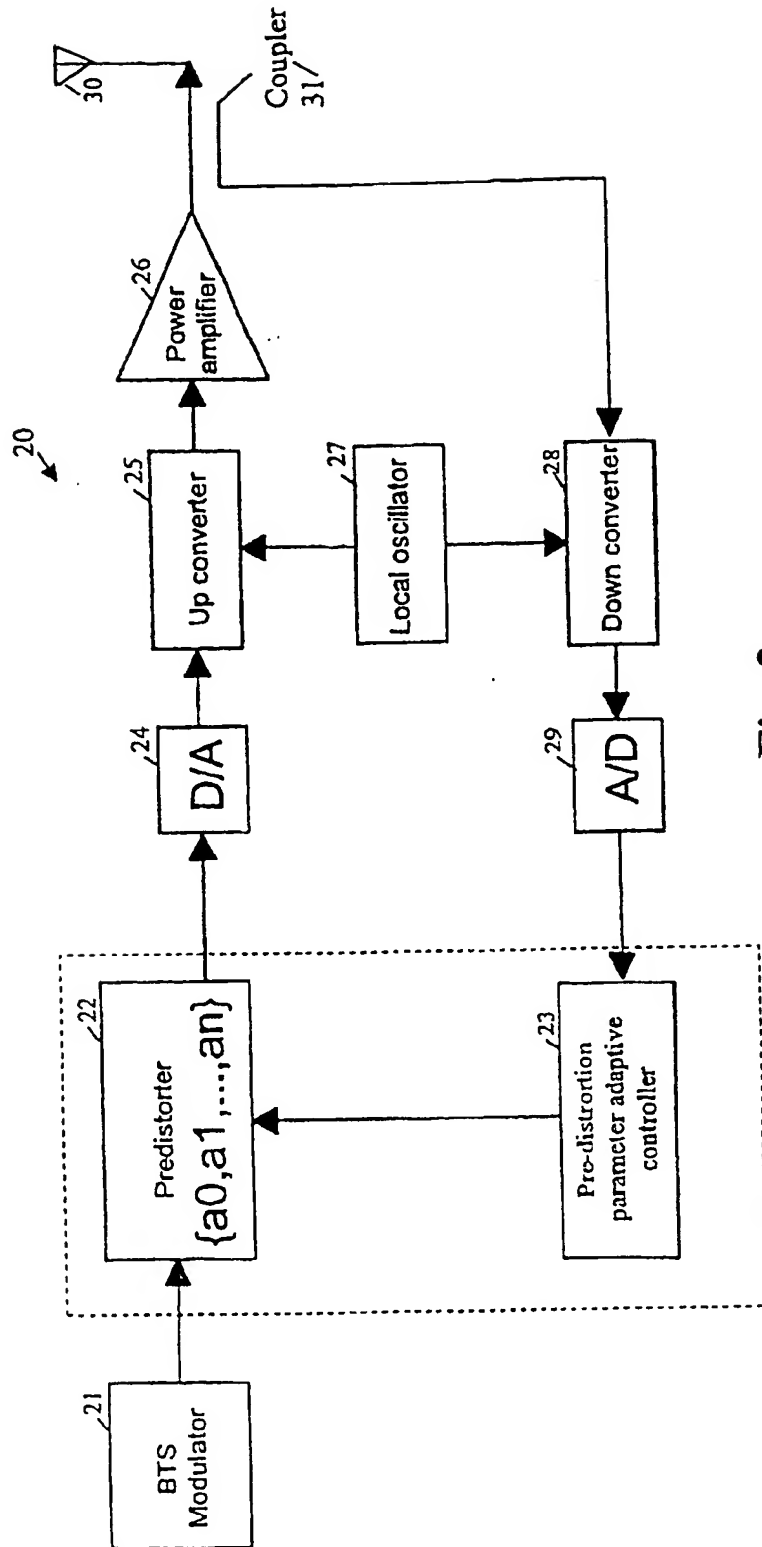 20
21
BTS
Modulator
22
Predistorter
{a0,a1,...,an}
24
D/A
25
Up converter
26
Power
amplifier
30
Coupler
31
27
Local oscillator
23
Pre-distrortion
parameter adaptive
controller
29
A/D
28
Down converter